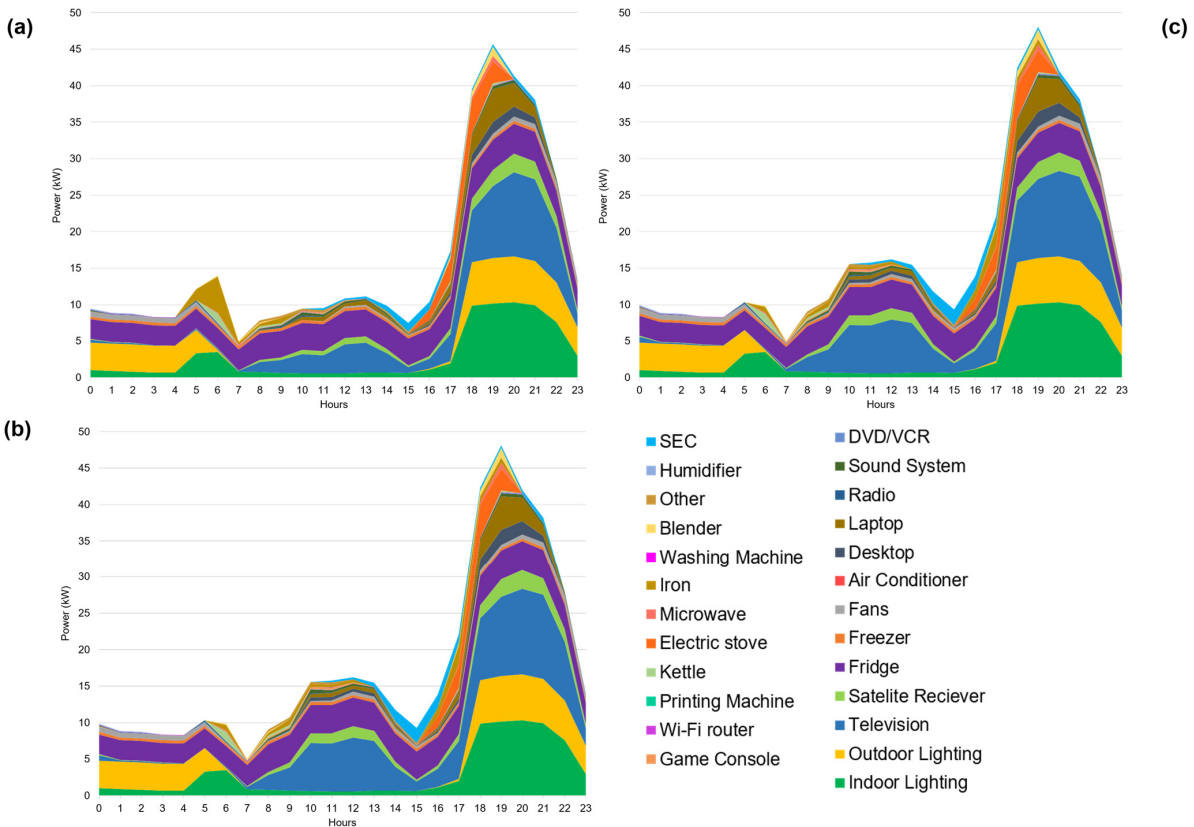 (a)
50
45
40
35
30
25
20
15
10
5
0
Power (kW)
0 1 2 3 4 5 6 7 8 9 10 11 12 13 14 15 16 17 18 19 20 21 22 23
Hours
(c)
50
45
40
35
30
25
20
15
10
5
0
Power (kW)
0 1 2 3 4 5 6 7 8 9 10 11 12 13 14 15 16 17 18 19 20 21 22 23
Hours
(b)
50
45
40
35
30
25
20
15
10
5
0
Power (kW)
0 1 2 3 4 5 6 7 8 9 10 11 12 13 14 15 16 17 18 19 20 21 22 23
Hours
SEC
Humidifier
Other
Blender
Washing Machine
Iron
Microwave
Electric stove
Kettle
Printing Machine
Wi-Fi router
Game Console
DVD/VCR
Sound System
Radio
Laptop
Desktop
Air Conditioner
Fans
Freezer
Fridge
Satelite Reciever
Television
Outdoor Lighting
Indoor Lighting